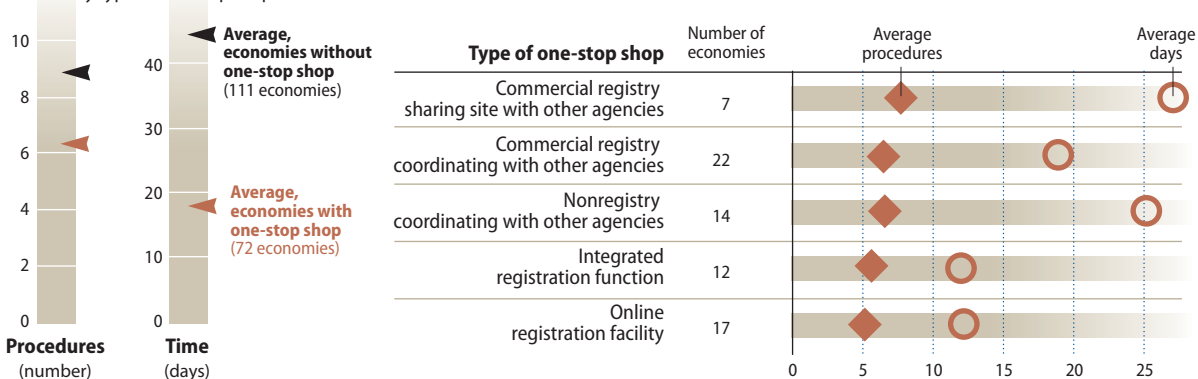 10
8
6
4
2
0
Procedures
(number)
40
30
20
10
0
Time
(days)
Average,
economies without
one-stop shop
(111 economies)
Average,
economies with
one-stop shop
(72 economies)
Type of one-stop shop
Number of
economies
Average
procedures
Average
days
Commercial registry
sharing site with other agencies
7
Commercial registry
coordinating with other agencies
22
Nonregistry
coordinating with other agencies
14
Integrated
registration function
12
Online
registration facility
17
0 5 10 15 20 25